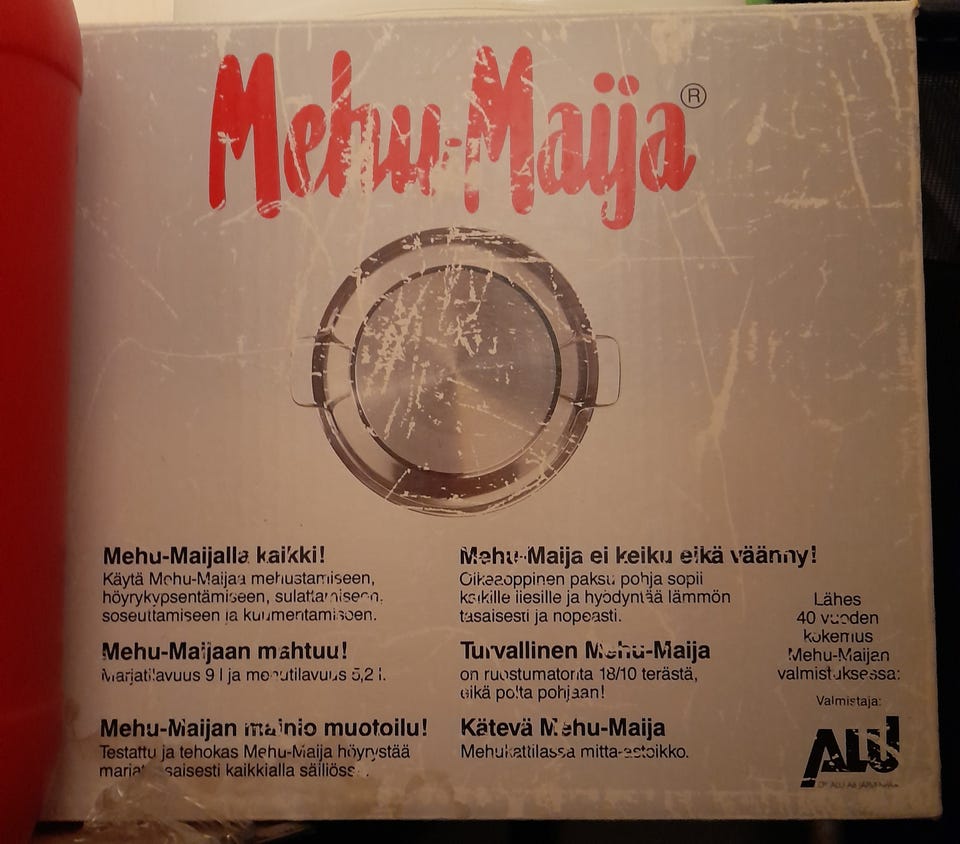 Mehu-Maija®
Mehu-Maijalla kaikki!
Käytä Mehu-Maijaa mehustamiseen,
höyrykypsentämiseen, sulattamiseen,
soseuttamiseen ja kuumentamiseen.
Mehu-Maijaan mahtuu!
Marjatilavuus 9 l ja mehutilavuus 5,2 l.
Mehu-Maijan mainio muotoilu!
Testattu ja tehokas Mehu-Maija höyrystää
tasaisesti kaikkialla
Mehu-Maija ei keiku eikä väänny!
Oikeaoppinen paksu pohja sopii
kaikille liesille ja hyödyntää lämmön
tasaisesti ja nopeasti.
Turvallinen Mehu-Maija
on ruostumatonta 18/10 terästä,
eikä polta pohjaan!
Kätevä Mehu-Maija
Mehukattilassa mitta-asteikko.
Lähes
40 vuoden
kokemus
Mehu-Maijan
valmistuksessa:
Valmistaja:
ALU